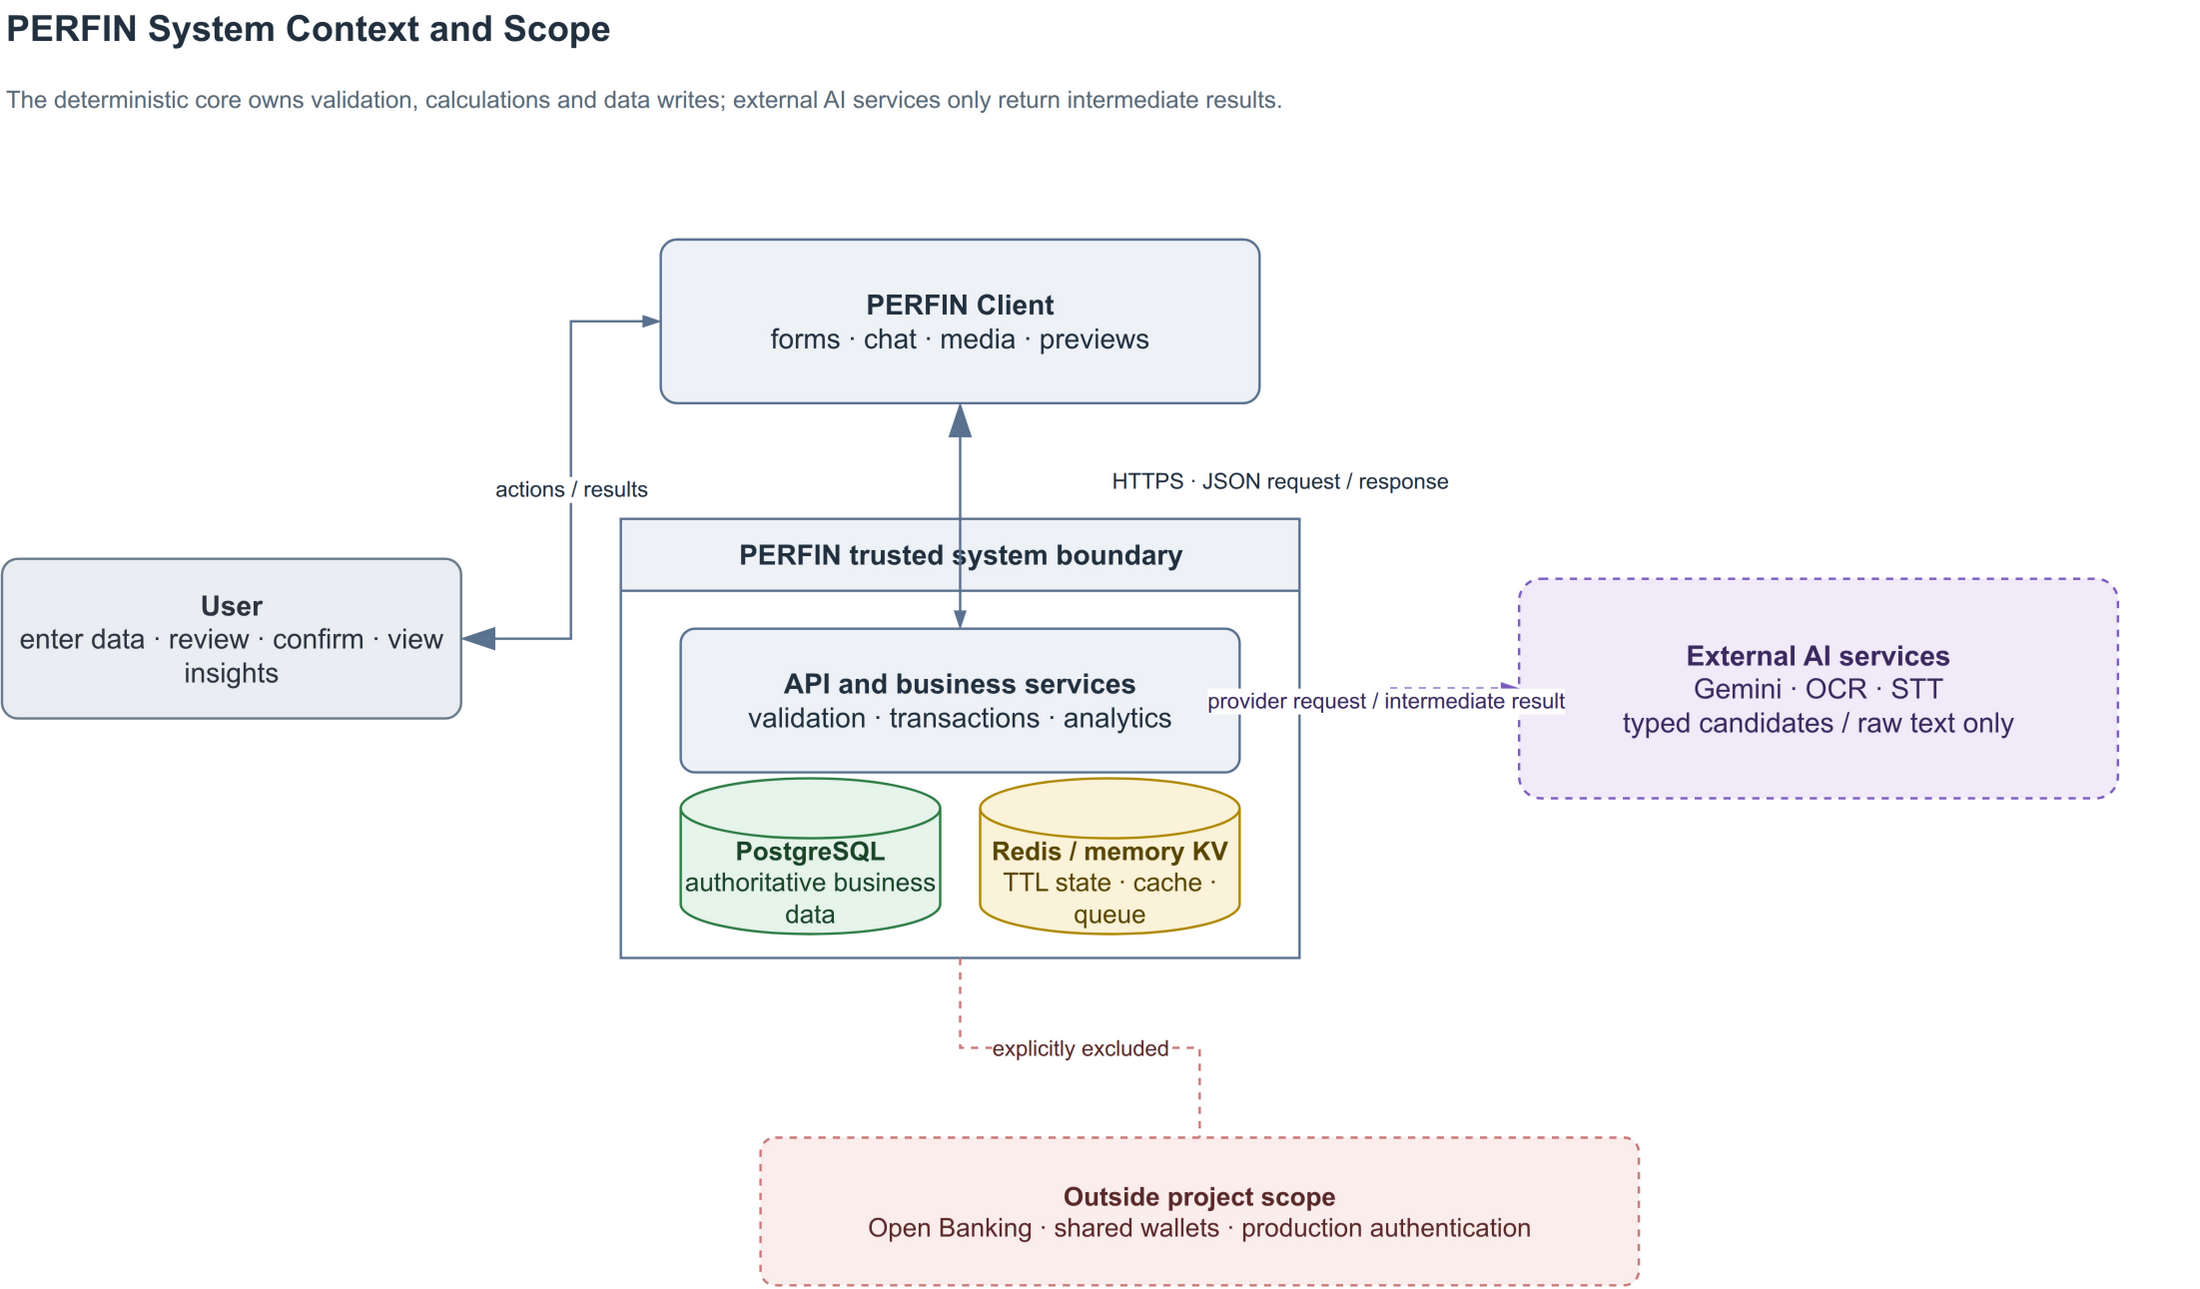 PERFIN System Context and Scope
The deterministic core owns validation, calculations and data writes; external AI services only return intermediate results.
PERFIN Client
forms · chat · media · previews
actions / results
HTTPS · JSON request / response
PERFIN trusted system boundary
User
enter data · review · confirm · view
insights
API and business services
validation · transactions · analytics
provider request / intermediate result
External AI services
Gemini · OCR · STT
typed candidates / raw text only
PostgreSQL
authoritative business
data
Redis / memory KV
TTL state · cache ·
queue
explicitly excluded
Outside project scope
Open Banking · shared wallets · production authentication